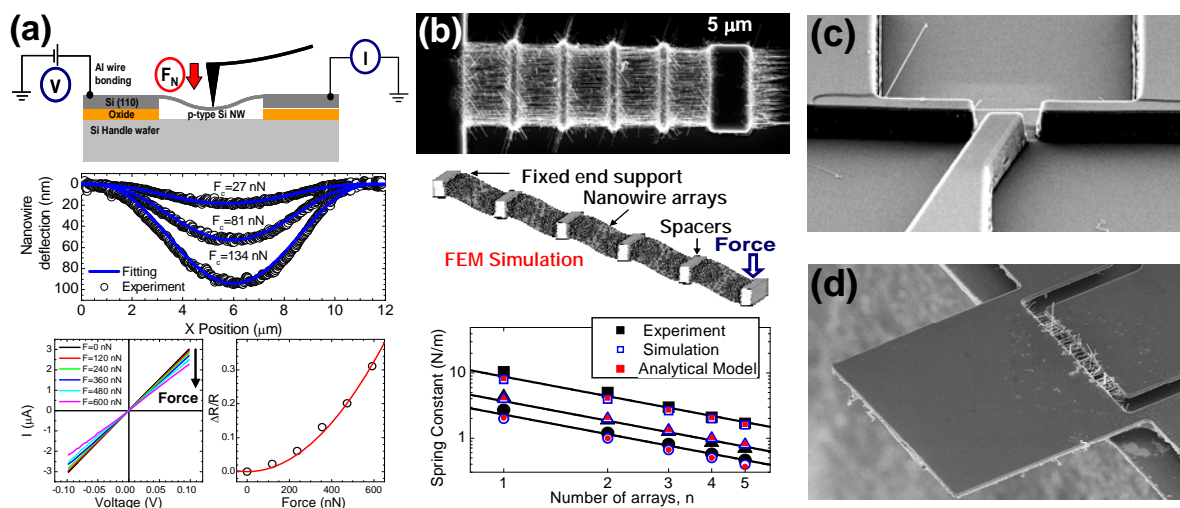 (a)
V
Al wire
bonding
F_N
I
Si (110)
Oxide
p-type Si NW
Si Handle wafer
Nanowire
deflection (nm)
0
20
40
60
80
100
F_c=27 nN
F_c=81 nN
F_c=134 nN
Fitting
Experiment
0 2 4 6 8 10 12
X Position (μm)
I (μA)
3
2
1
0
-1
-2
-3
F=0 nN
F=120 nN
F=240 nN
F=360 nN
F=480 nN
F=600 nN
Force
-0.10 -0.05 0.00 0.05 0.10
Voltage (V)
ΔR/R
0.4
0.2
0.0
0 200 400 600
Force (nN)
(b)
5 μm
Fixed end support
Nanowire arrays
Spacers
Force
FEM Simulation
Spring Constant (N/m)
10
1
Experiment
Simulation
Analytical Model
1 2 3 4 5
Number of arrays, n
(c)
(d)